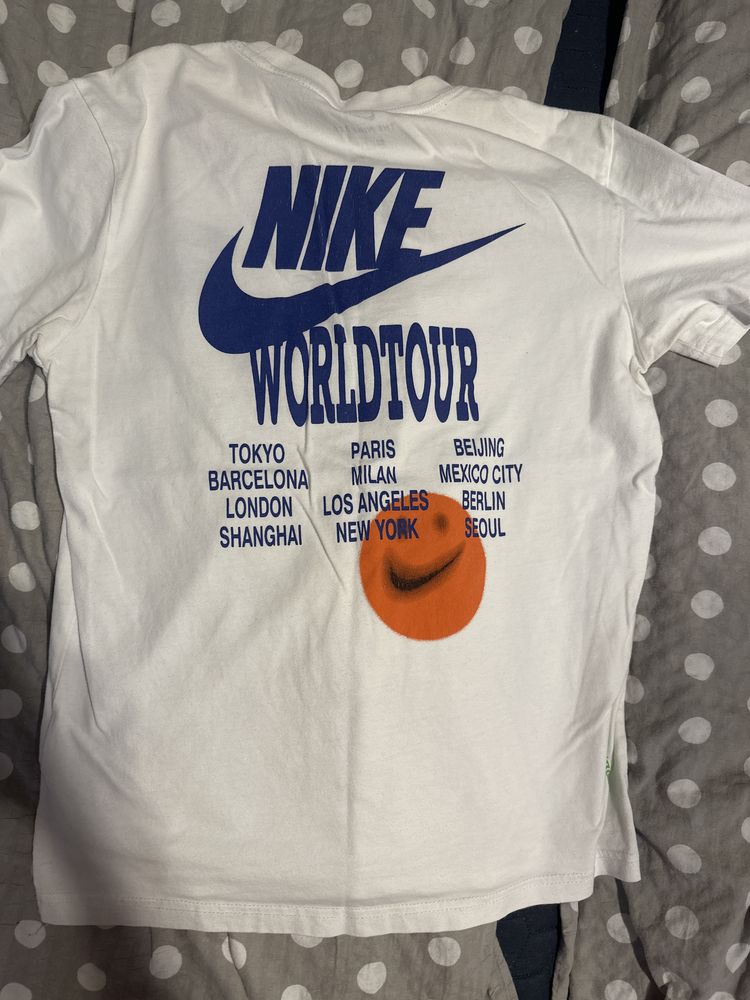 NIKE
WORLDTOUR
TOKYO PARIS BEIJING
BARCELONA MILAN MEXICO CITY
LONDON LOS ANGELES BERLIN
SHANGHAI NEW YORK SEOUL